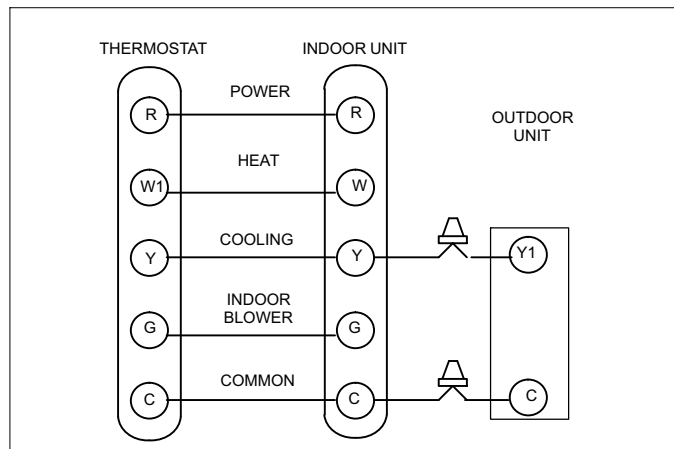 THERMOSTAT
INDOOR UNIT
OUTDOOR
UNIT
POWER
R
R
HEAT
W1
W
COOLING
Y
Y
Y1
INDOOR
BLOWER
G
G
COMMON
C
C
C